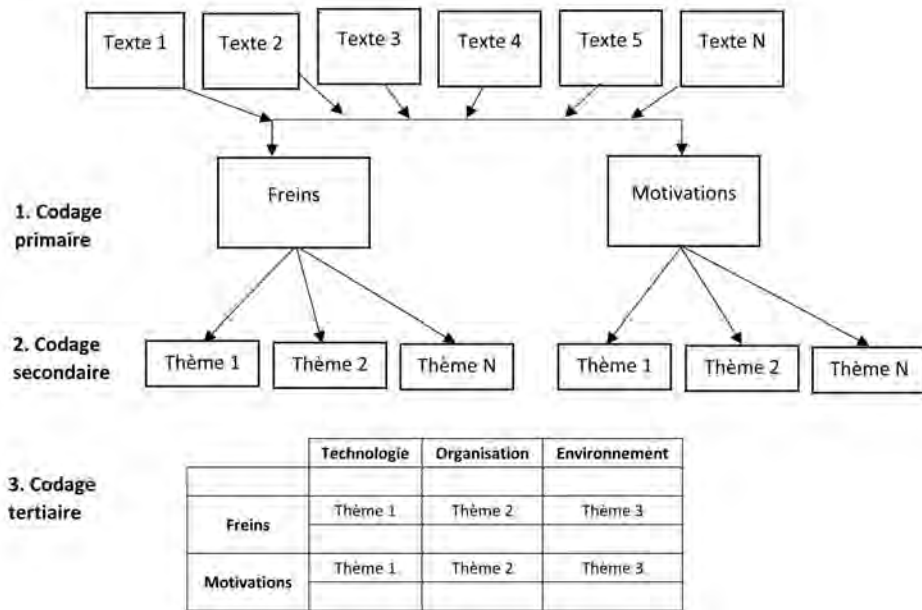 Texte 1
Texte 2
Texte 3
Texte 4
Texte 5
Texte N
Freins
Motivations
1. Codage
primaire
2. Codage
secondaire
Thème 1
Thème 2
Thème N
Thème 1
Thème 2
Thème N
3. Codage
tertiaire
Technologie Organisation Environnement
Freins
Thème 1 Thème 2 Thème 3
Motivations
Thème 1 Thème 2 Thème 3